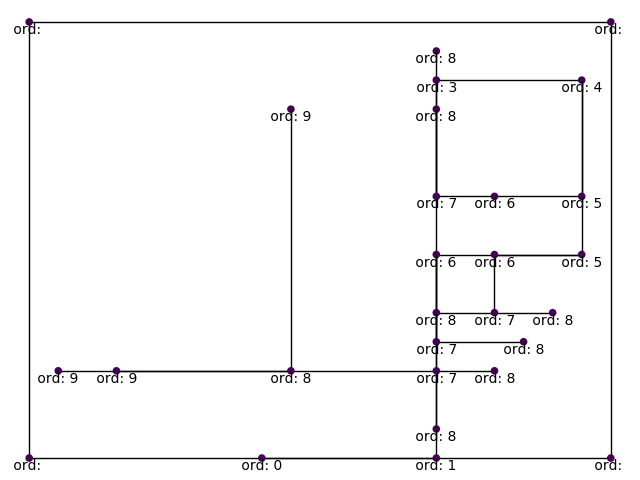 ord: ord:
ord: 8
ord: 3 ord: 4
ord: 9 ord: 8
ord: 7 ord: 6 ord: 5
ord: 6 ord: 6 ord: 5
ord: 8 ord: 7 ord: 8
ord: 7 ord: 8
ord: 9 ord: 9 ord: 8 ord: 7 ord: 8
ord: 8
ord: ord: 0 ord: 1 ord: